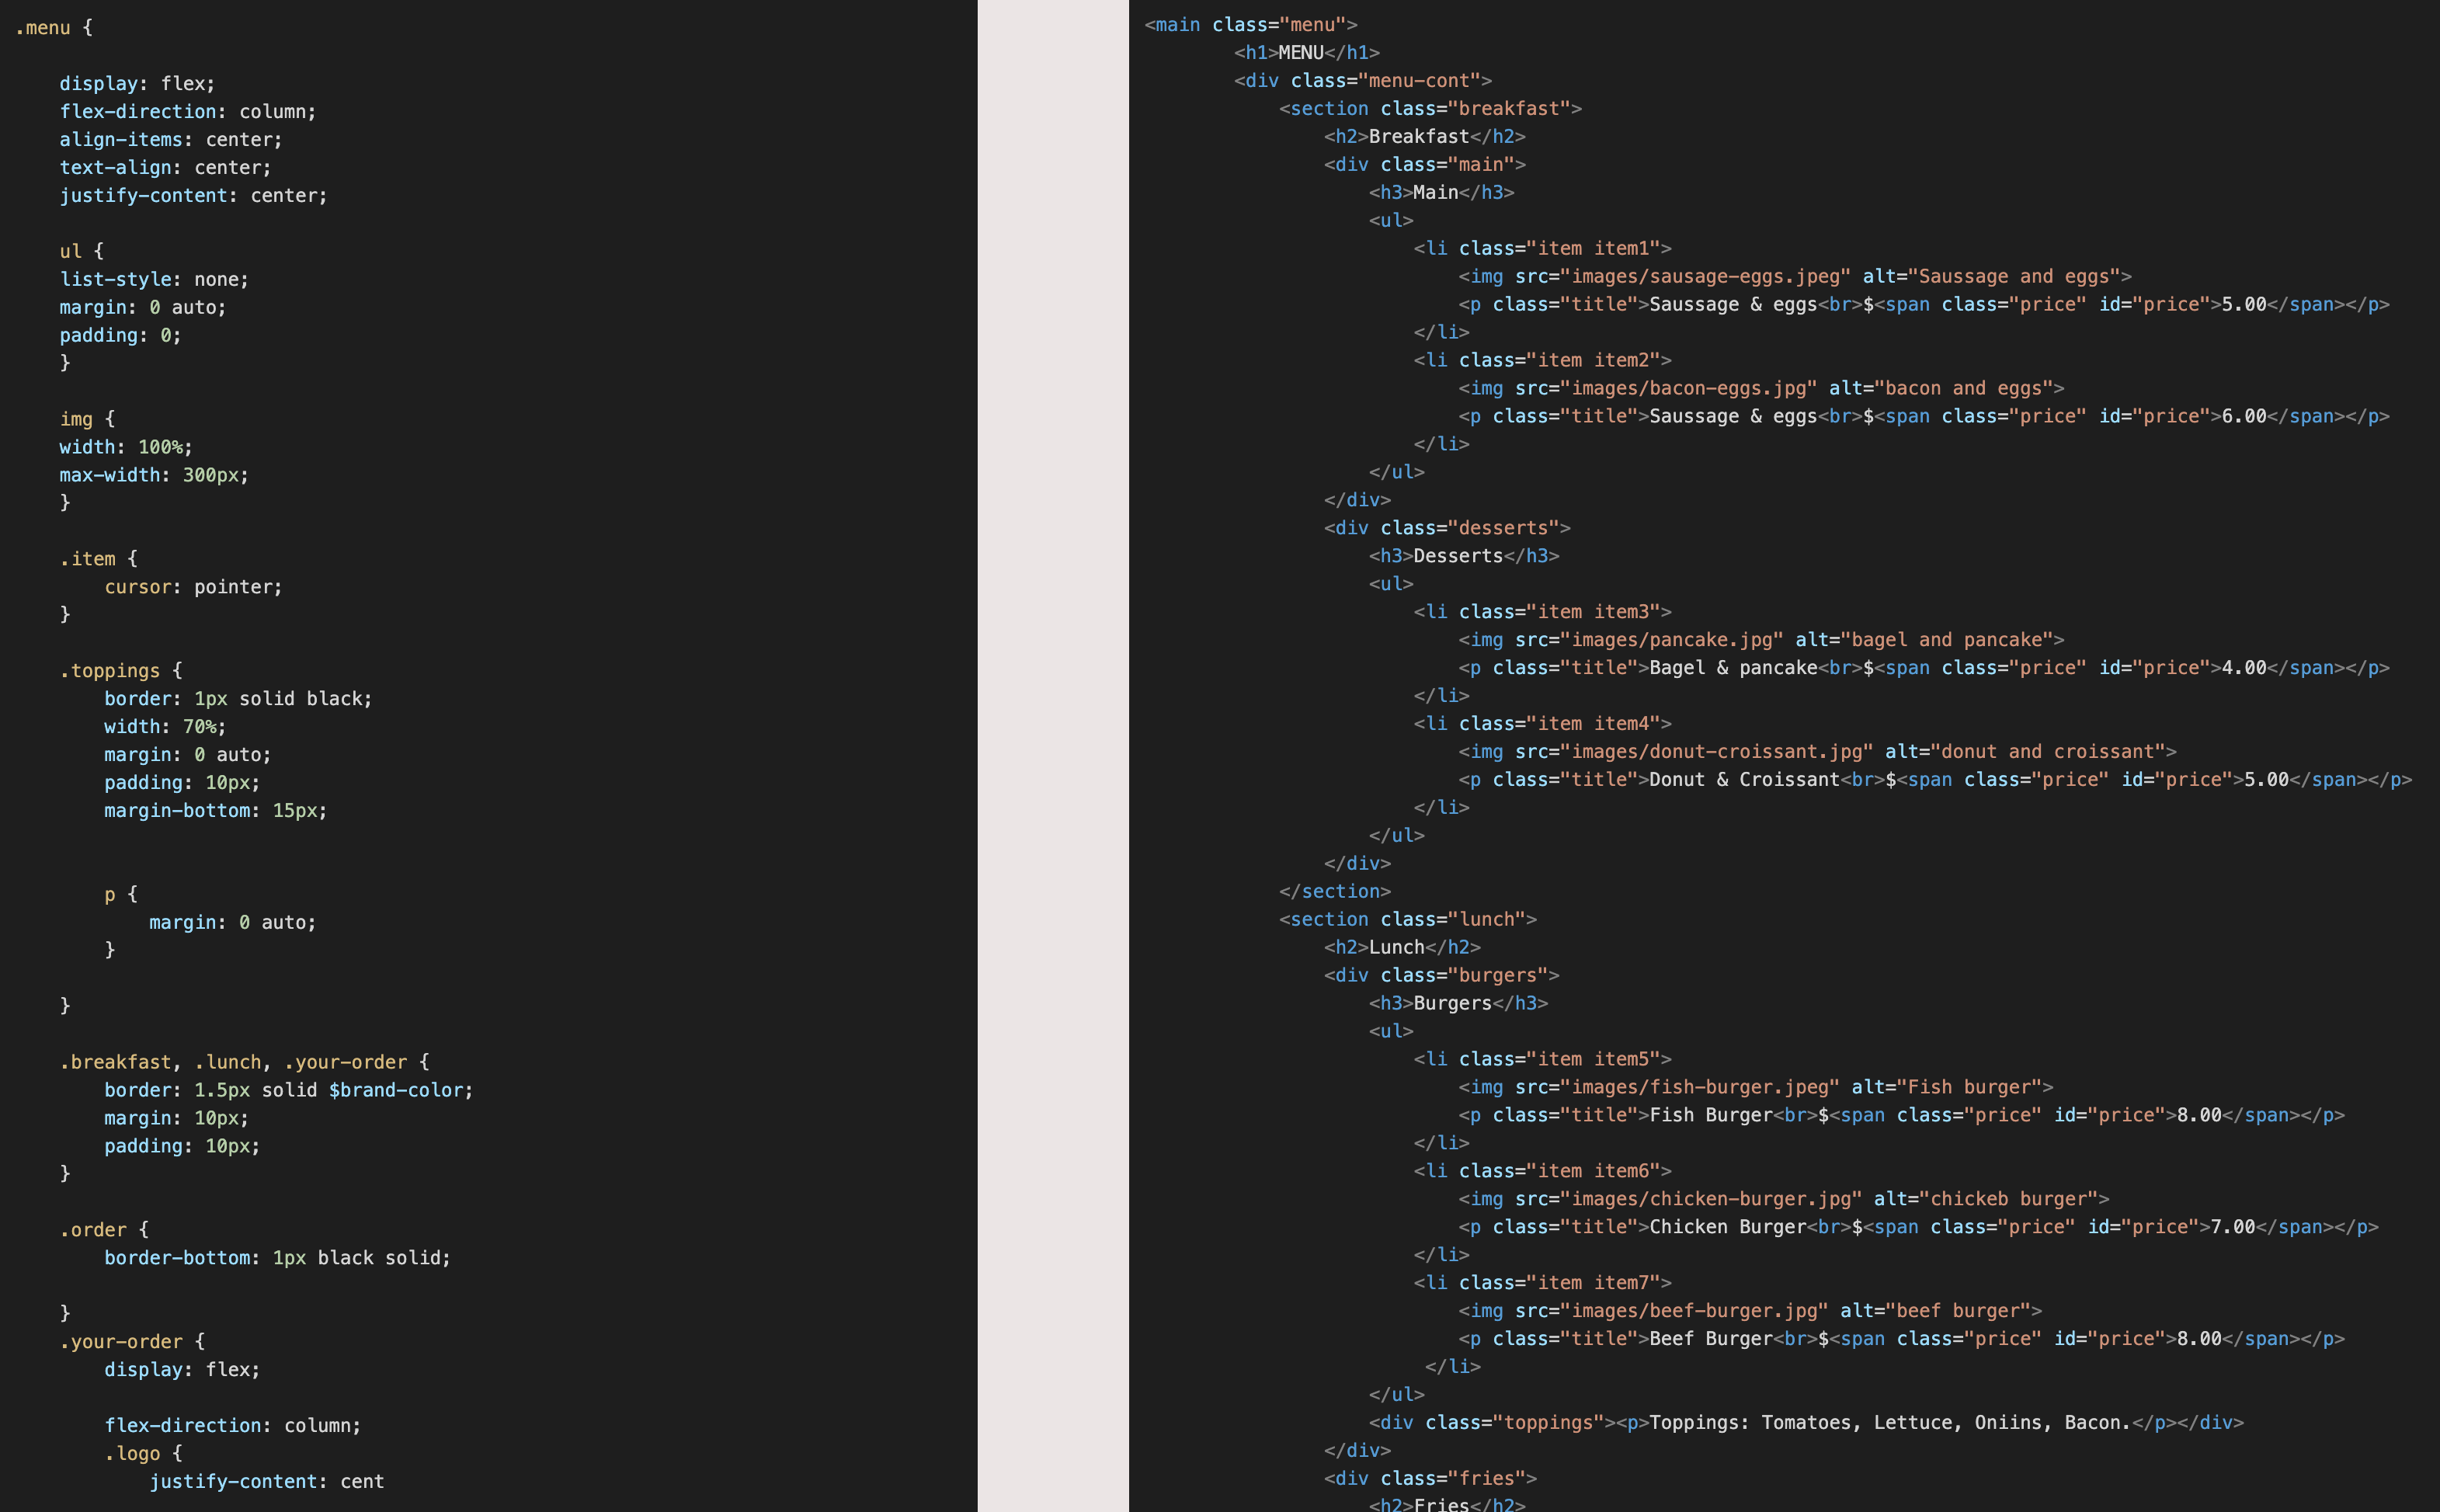 .menu {
display: flex;
flex-direction: column;
align-items: center;
text-align: center;
justify-content: center;
ul {
list-style: none;
margin: 0 auto;
padding: 0;
}
img {
width: 100%;
max-width: 300px;
}
.item {
cursor: pointer;
}
.toppings {
border: 1px solid black;
width: 70%;
margin: 0 auto;
padding: 10px;
margin-bottom: 15px;
p {
margin: 0 auto;
}
}
.breakfast, .lunch, .your-order {
border: 1.5px solid $brand-color;
margin: 10px;
padding: 10px;
}
.order {
border-bottom: 1px black solid;
}
.your-order {
display: flex;
flex-direction: column;
.logo {
justify-content: cent
<main class="menu">
<h1>MENU</h1>
<div class="menu-cont">
<section class="breakfast">
<h2>Breakfast</h2>
<div class="main">
<h3>Main</h3>
<ul>
<li class="item item1">
<img src="images/sausage-eggs.jpeg" alt="Saussage and eggs">
<p class="title">Saussage & eggs<br>$<span class="price" id="price">5.00</span></p>
</li>
<li class="item item2">
<img src="images/bacon-eggs.jpg" alt="bacon and eggs">
<p class="title">Saussage & eggs<br>$<span class="price" id="price">6.00</span></p>
</li>
</ul>
</div>
<div class="desserts">
<h3>Desserts</h3>
<ul>
<li class="item item3">
<img src="images/pancake.jpg" alt="bagel and pancake">
<p class="title">Bagel & pancake<br>$<span class="price" id="price">4.00</span></p>
</li>
<li class="item item4">
<img src="images/donut-croissant.jpg" alt="donut and croissant">
<p class="title">Donut & Croissant<br>$<span class="price" id="price">5.00</span></p>
</li>
</ul>
</div>
</section>
<section class="lunch">
<h2>Lunch</h2>
<div class="burgers">
<h3>Burgers</h3>
<ul>
<li class="item item5">
<img src="images/fish-burger.jpeg" alt="Fish burger">
<p class="title">Fish Burger<br>$<span class="price" id="price">8.00</span></p>
</li>
<li class="item item6">
<img src="images/chicken-burger.jpg" alt="chickeb burger">
<p class="title">Chicken Burger<br>$<span class="price" id="price">7.00</span></p>
</li>
<li class="item item7">
<img src="images/beef-burger.jpg" alt="beef burger">
<p class="title">Beef Burger<br>$<span class="price" id="price">8.00</span></p>
</li>
</ul>
<div class="toppings"><p>Toppings: Tomatoes, Lettuce, Oniins, Bacon.</p></div>
</div>
<div class="fries">
<h2>Fries</h2>